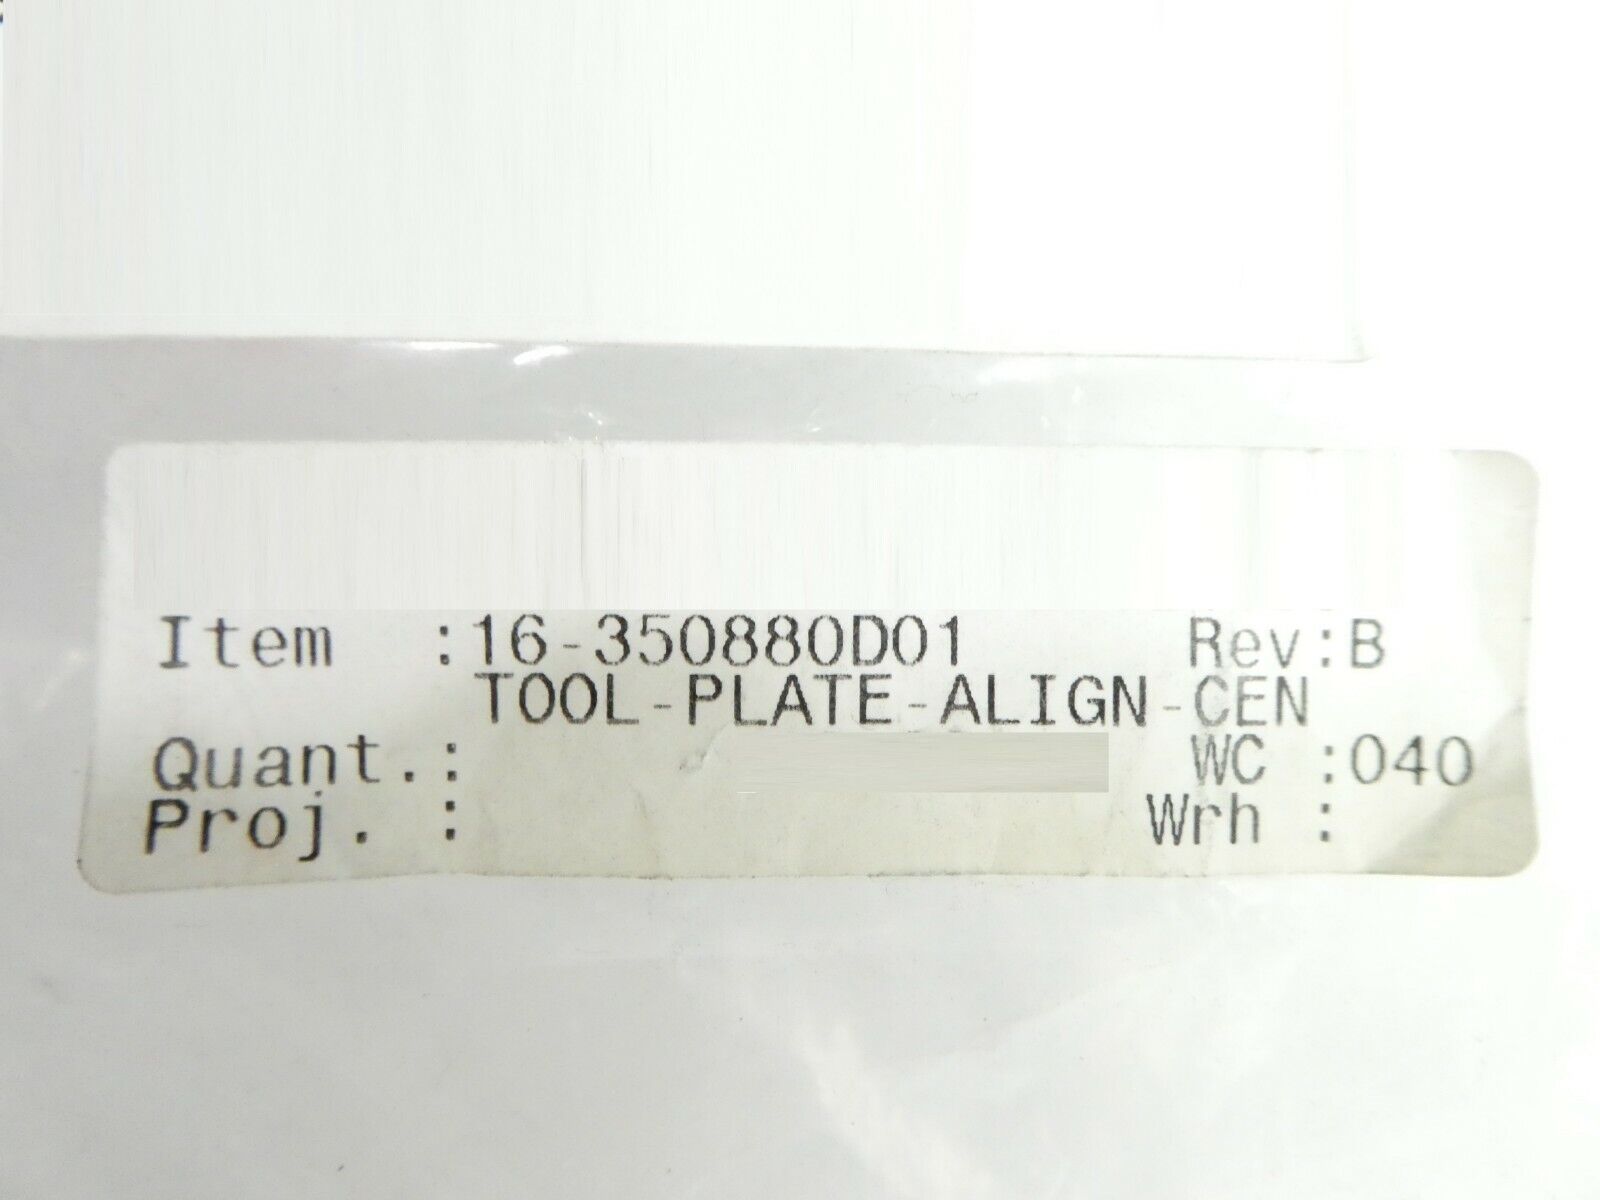 Item :16-350880D01 Rev:B
TOOL-PLATE-ALIGN-CEN
Quant.: WC :040
Proj. : Wrh :